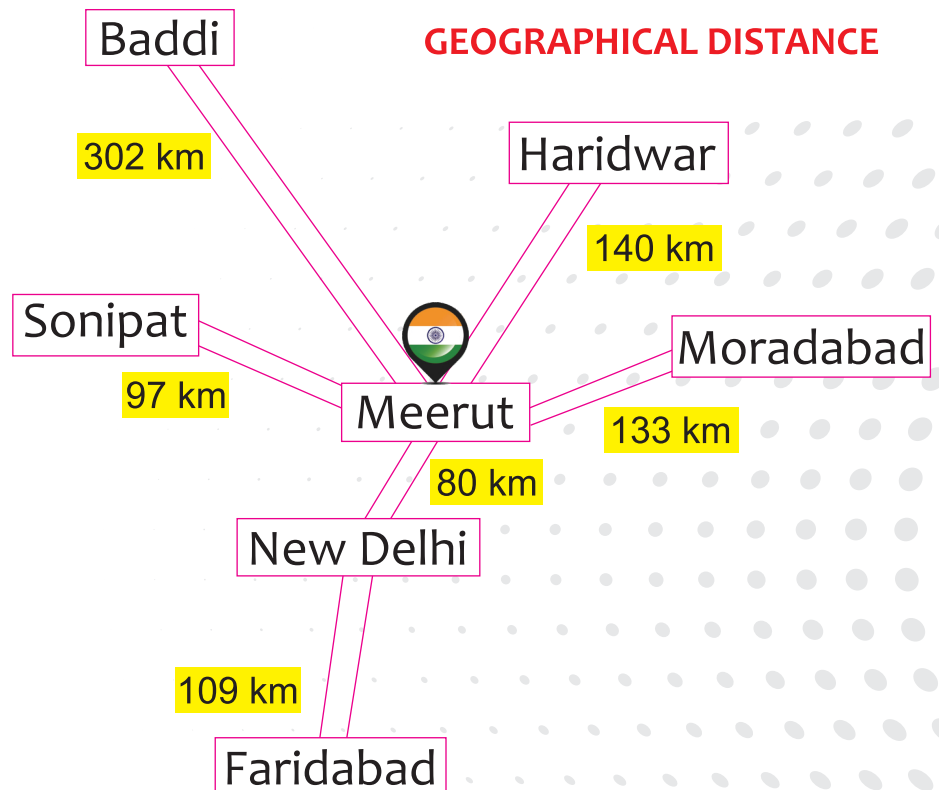 Baddi
GEOGRAPHICAL DISTANCE
302 km
Haridwar
140 km
Sonipat
Moradabad
97 km
Meerut
133 km
80 km
New Delhi
109 km
Faridabad